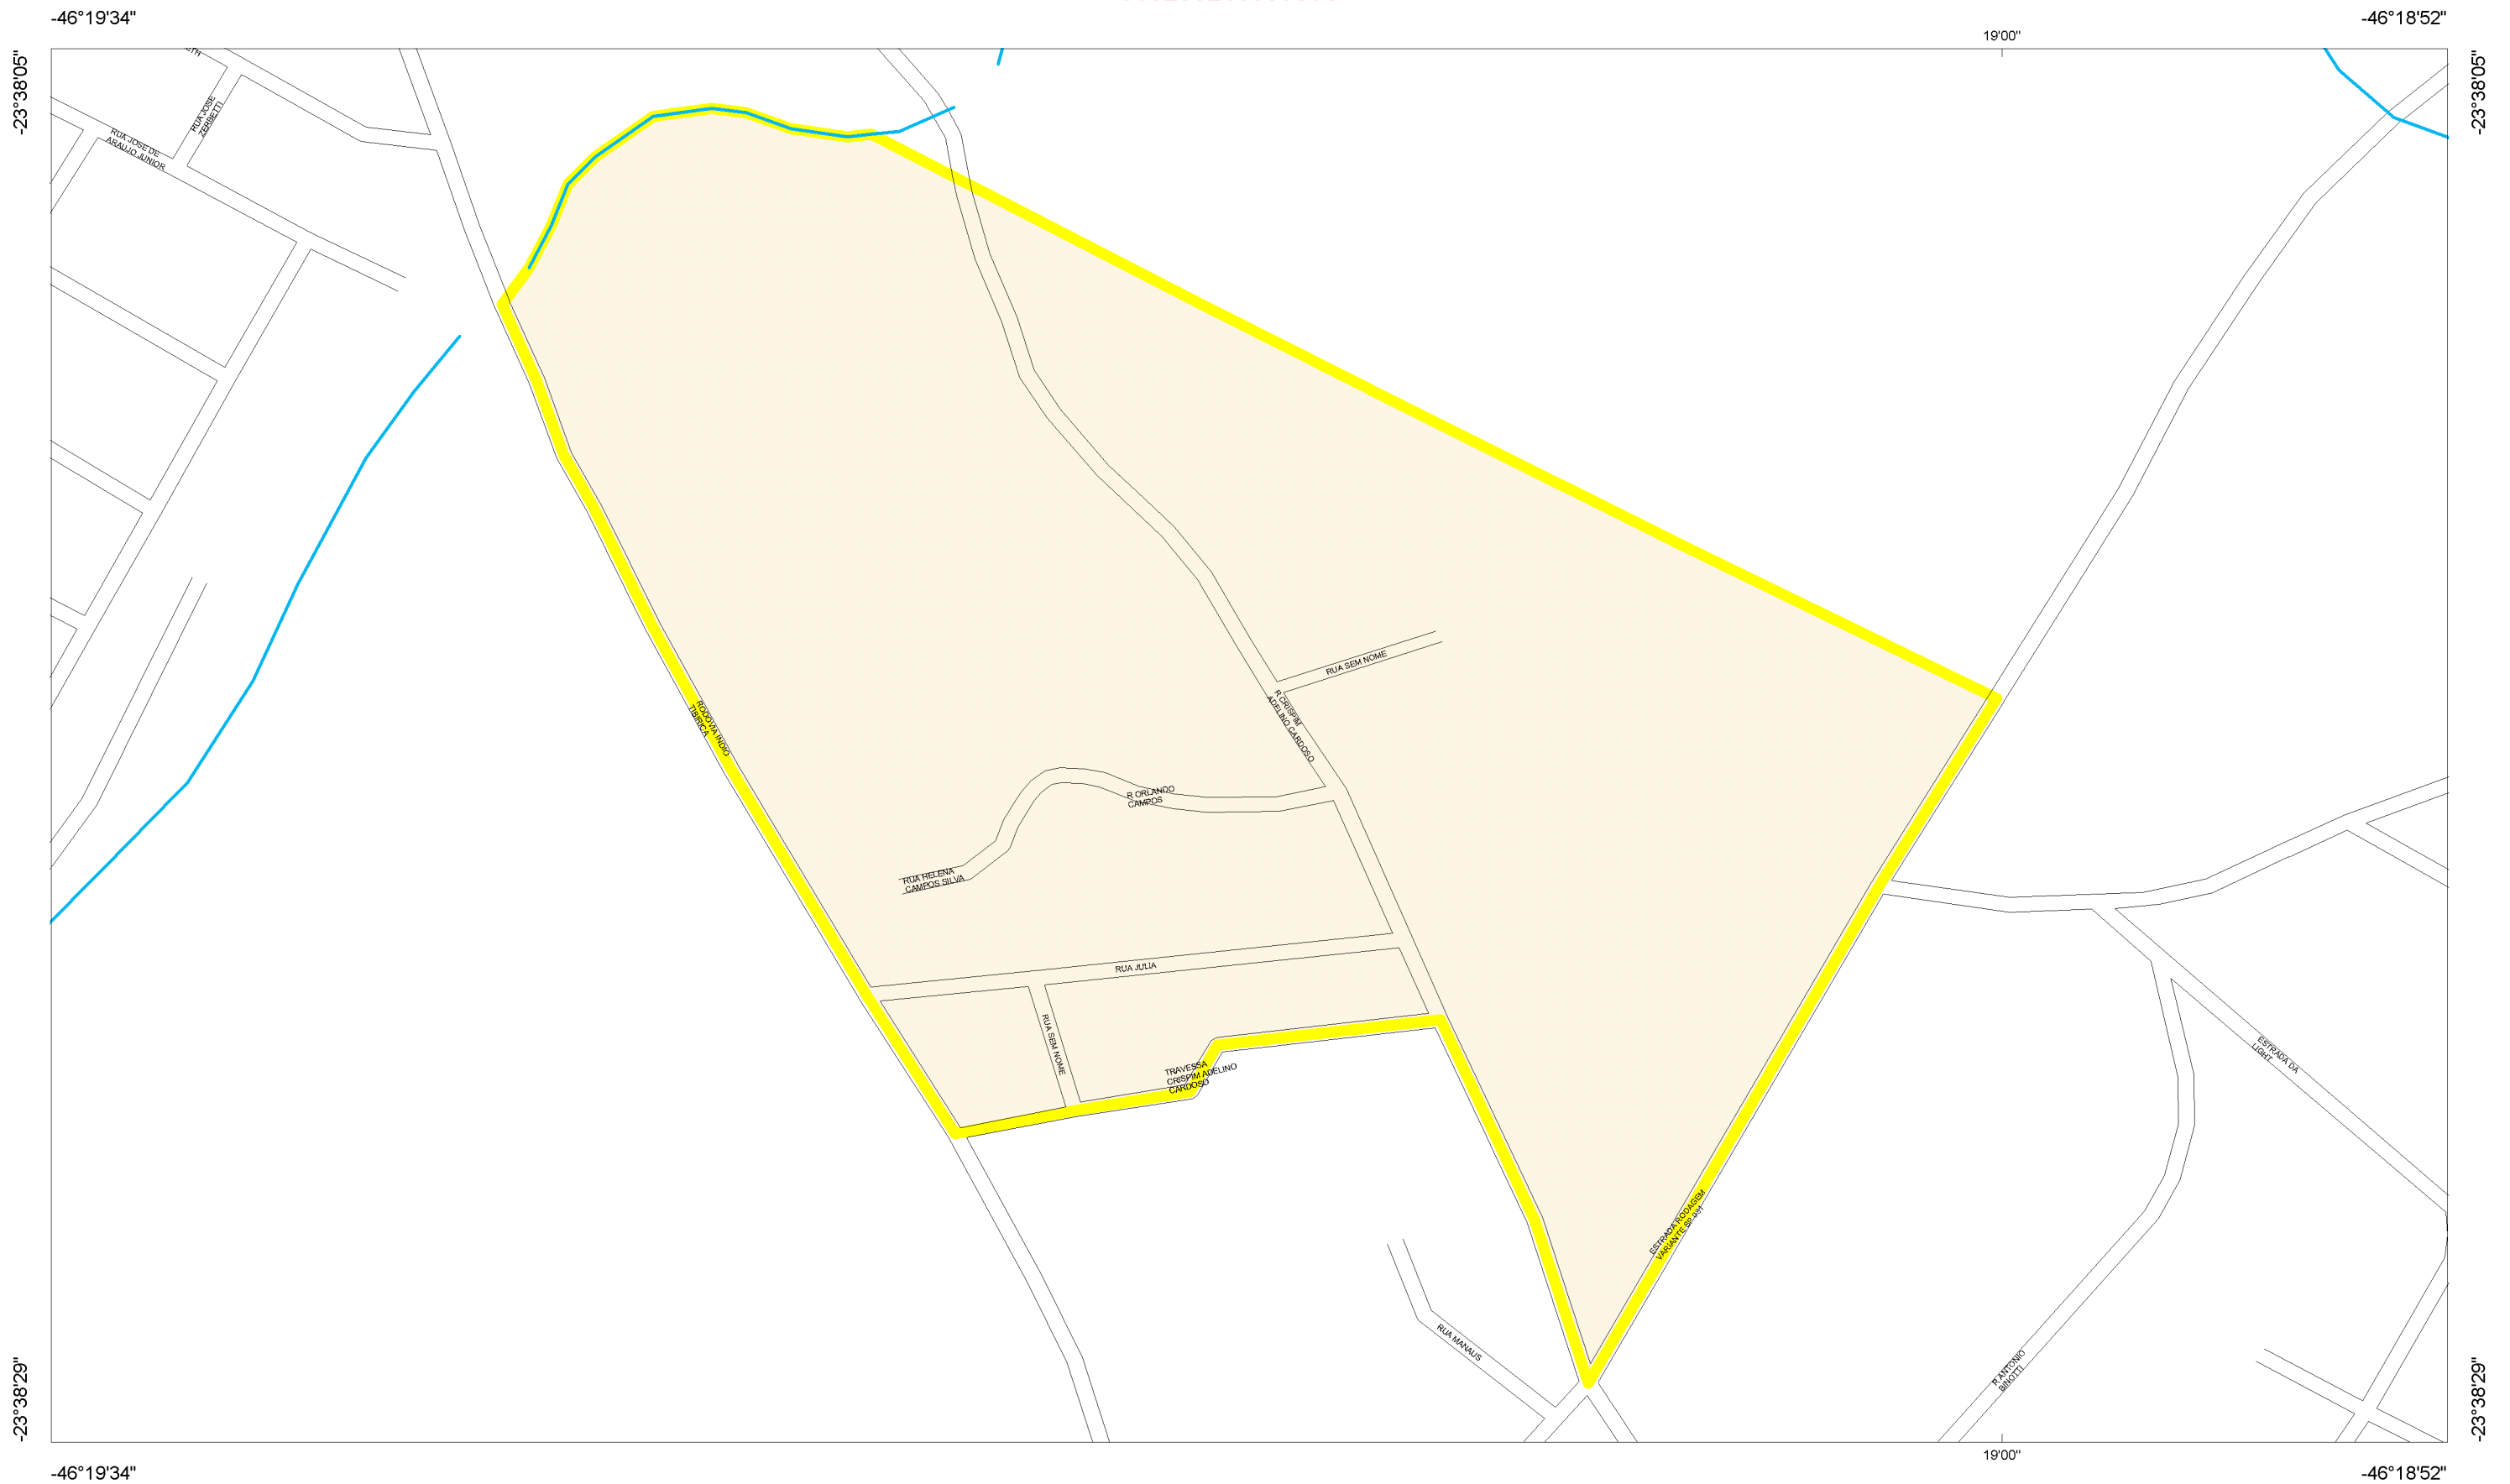 -46°19'34"
-46°18'52"
19'00"
-23°38'05"
-23°38'05"
RUA JOSE
ZERBETTI
RUA JOSE DE
ARAUJO JUNIOR
RUA SEM NOME
R CRISPIM
ADELINO CARDOSO
RODOVIA INDIO
TIBIRICA
R ORLANDO
CAMPOS
RUA HELENA
CAMPOS SILVA
RUA JULIA
RUA SEM NOME
TRAVESSA
CRISPIM ADELINO
CARDOSO
ESTRADA DA
LIGHT
ESTRADA RODAGEM
VARIANTE SP-031
RUA MANAUS
R ANTONIO
BINOTTI
-23°38'29"
-23°38'29"
19'00"
-46°19'34"
-46°18'52"